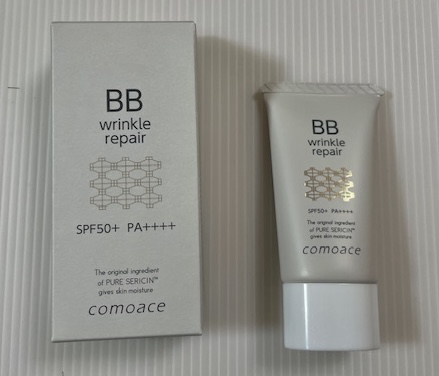 BB
wrinkle
repair
SPF50+ PA++++
The original ingredient
of PURE SERICIN™
gives skin moisture
comoace
BB
wrinkle
repair
SPF50+ PA++++
The original ingredient
of PURE SERICIN™
gives skin moisture
comoace